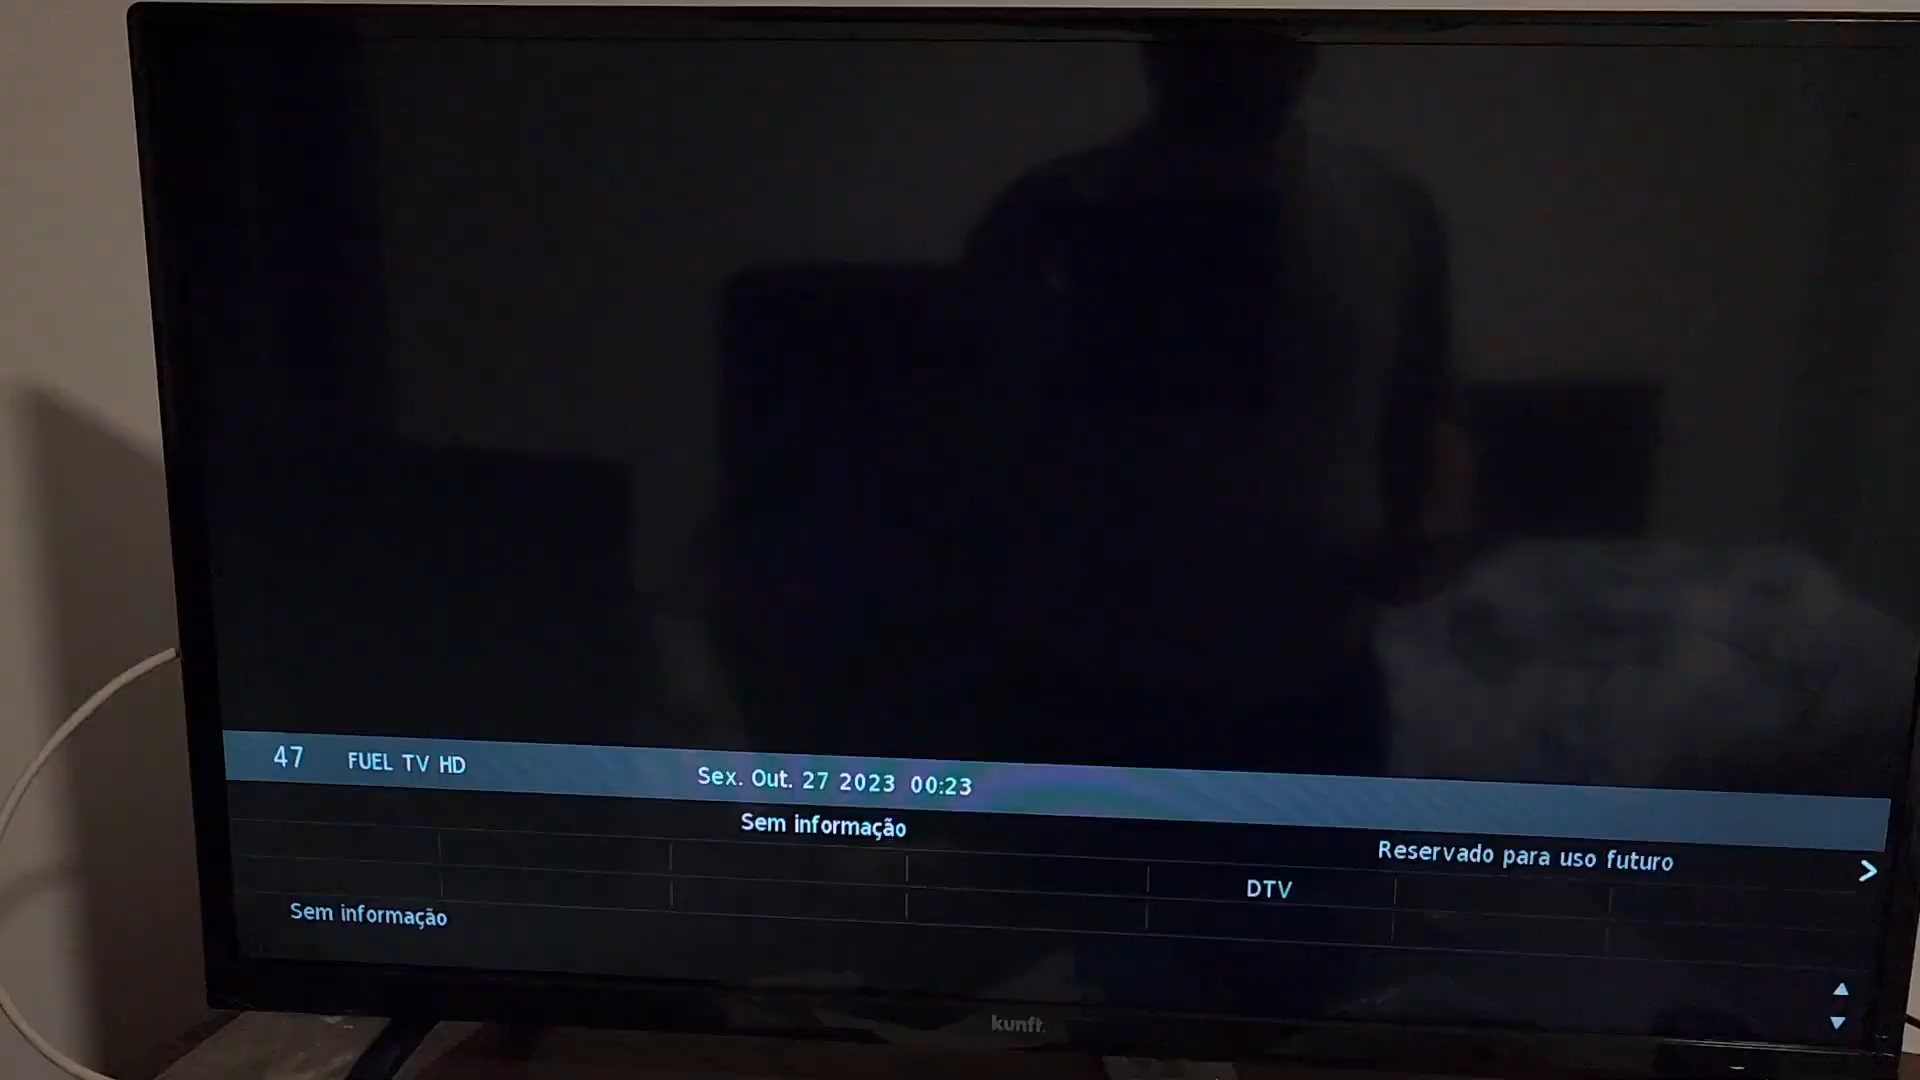 47 FUEL TV HD Sex. Out. 27 2023 00:23
Sem informação
Reservado para uso futuro
DTV
Sem informação
kunft.